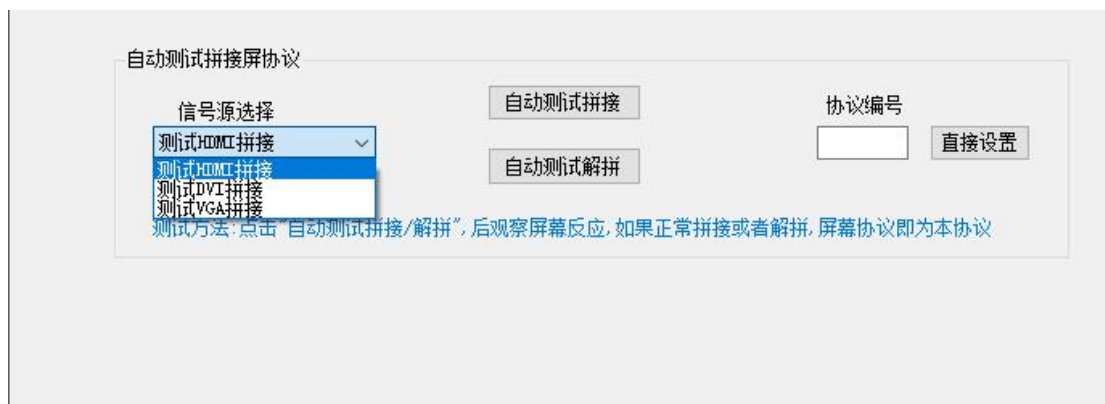 自动测试拼接屏协议
信号源选择
自动测试拼接
协议编号
测试HDMI拼接
直接设置
测试HDMI拼接
自动测试解拼
测试DVI拼接
测试VGA拼接
测试方法:点击“自动测试拼接/解拼”,后观察屏幕反应,如果正常拼接或者解拼,屏幕协议即为本协议